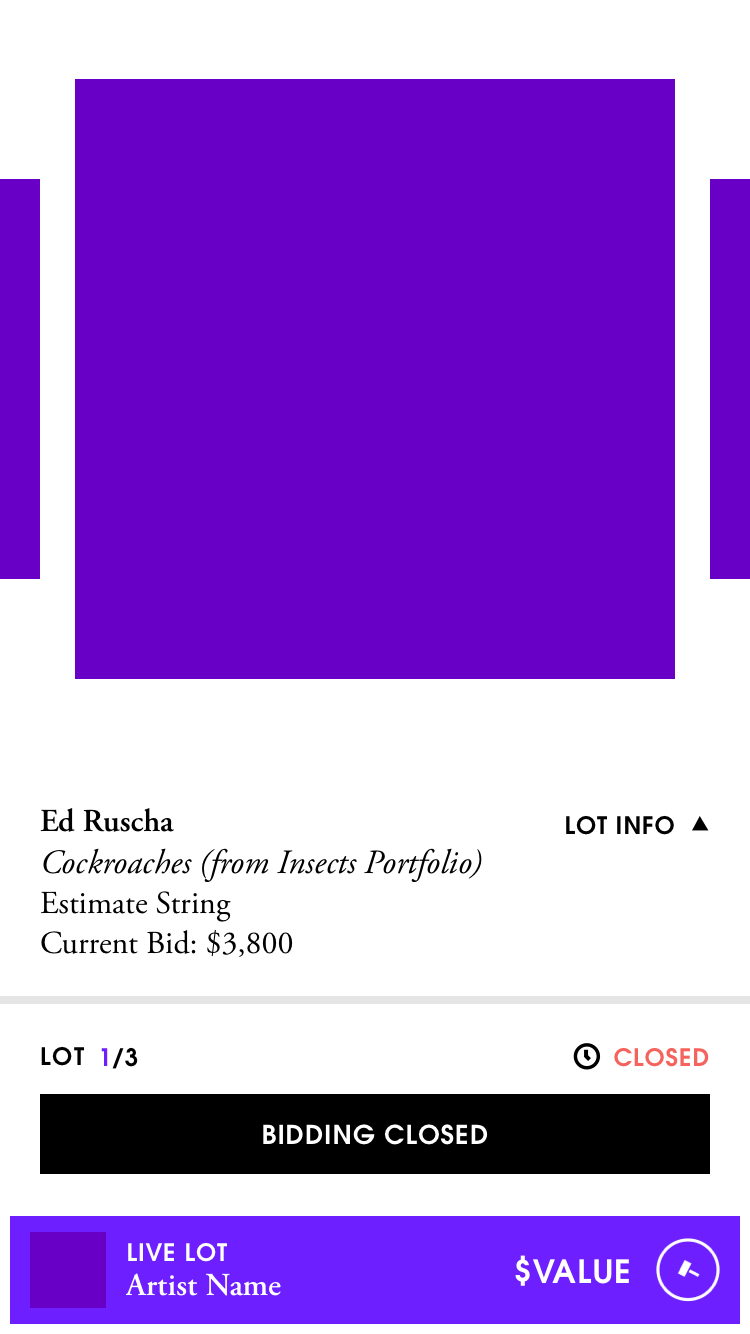 Ed Ruscha
LOT INFO
Cockroaches (from Insects Portfolio)
Estimate String
Current Bid: $3,800
LOT 1/3
CLOSED
BIDDING CLOSED
LIVE LOT
Artist Name
$VALUE